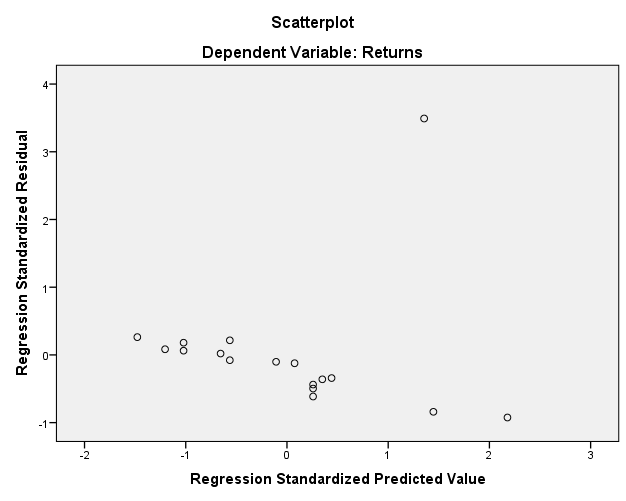 Scatterplot
Dependent Variable: Returns
Regression Standardized Residual
4
3
2
1
0
-1
-2 -1 0 1 2 3
Regression Standardized Predicted Value